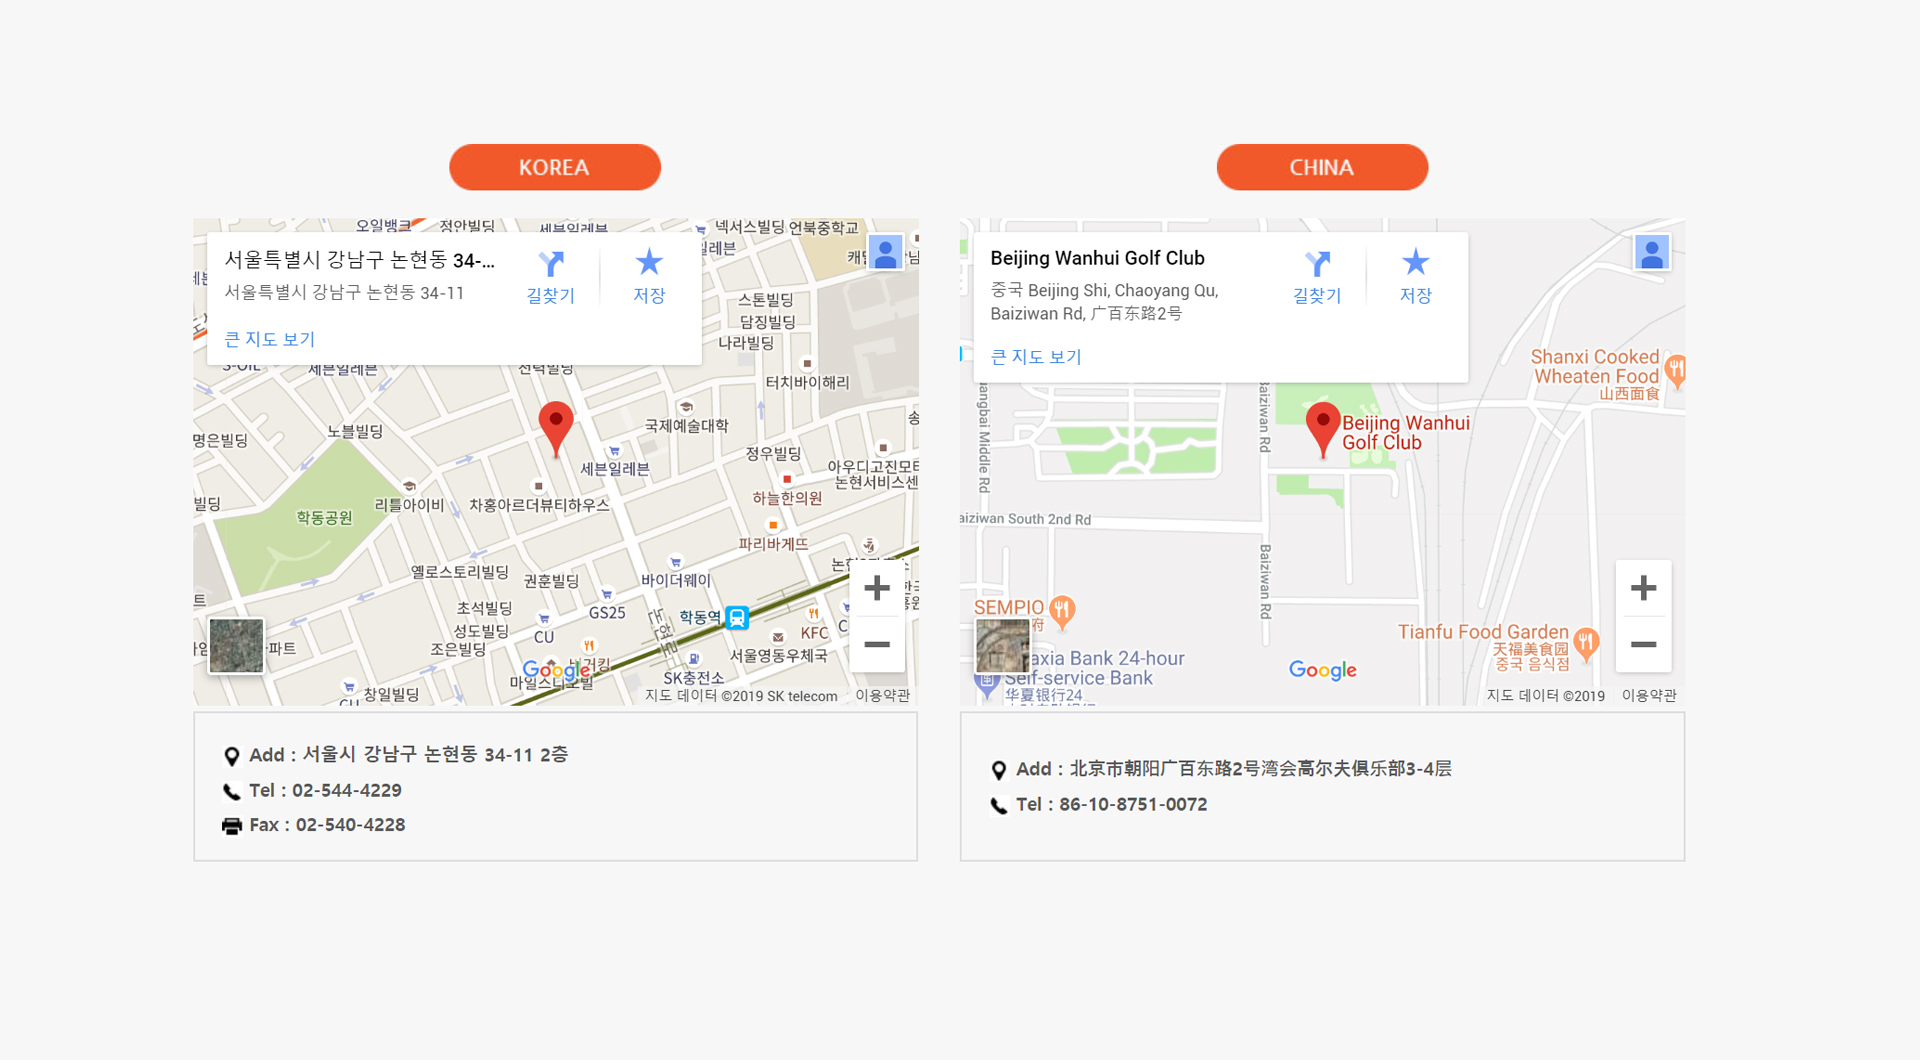 KOREA
CHINA
오일뱅크
정안빌딩
세븐일레븐
넥서스빌딩
언북중학교
서울특별시 강남구 논현동 34-...
서울특별시 강남구 논현동 34-11
큰 지도 보기
길찾기
저장
스톤빌딩
담징빌딩
나라빌딩
S-OIL
세븐일레븐
전력빌딩
터치바이해리
국제예술대학
노블빌딩
명은빌딩
세븐일레븐
정우빌딩
아우디고진모터
논현서비스센
하늘한의원
빌딩
리틀아이비
차홍아르더뷰티하우스
학동공원
파리바게뜨
옐로스토리빌딩
권훈빌딩
바이더웨이
초석빌딩
GS25
학동역
논현로
성도빌딩
CU
KFC
조은빌딩
서울영동우체국
버거킹
SK충전소
Google
마일스디오빌
창일빌딩
CU
지도 데이터 ©2019 SK telecom
이용약관
Beijing Wanhui Golf Club
중국 Beijing Shi, Chaoyang Qu,
Baiziwan Rd, 广百东路2号
큰 지도 보기
길찾기
저장
Shanxi Cooked
Wheaten Food
山西面食
angbai Middle Rd
Baiziwan Rd
Beijing Wanhui
Golf Club
aiziwan South 2nd Rd
Baiziwan Rd
SEMPIO
府
Tianfu Food Garden
天福美食园
중국 음식점
axia Bank 24-hour
Self-service Bank
华夏银行24
Google
지도 데이터 ©2019
이용약관
Add : 서울시 강남구 논현동 34-11 2층
Tel : 02-544-4229
Fax : 02-540-4228
Add : 北京市朝阳广百东路2号湾会高尔夫俱乐部3-4层
Tel : 86-10-8751-0072